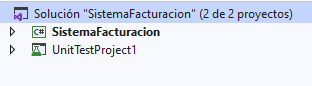 Solución "SistemaFacturacion" (2 de 2 proyectos)
C# SistemaFacturacion
UnitTestProject1